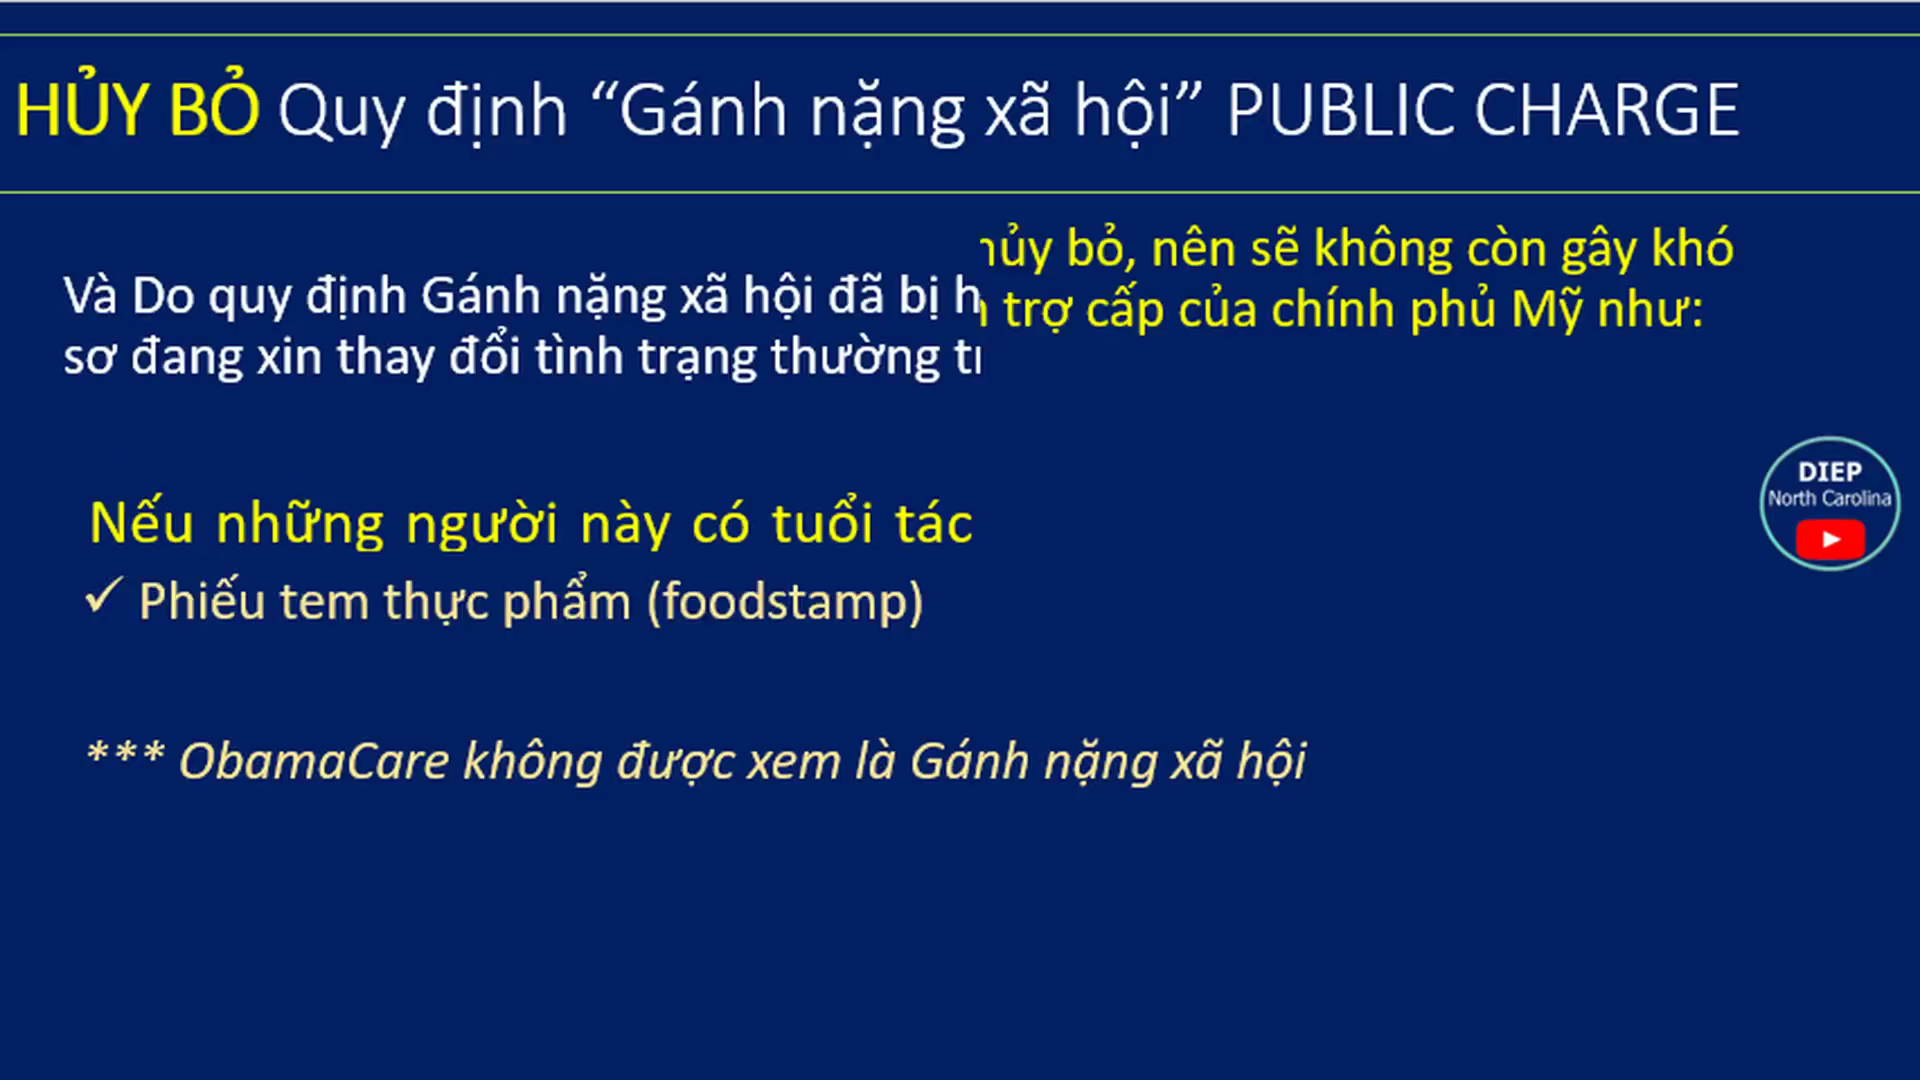 HỦY BỎ Quy định “Gánh nặng xã hội” PUBLIC CHARGE
hủy bỏ, nên sẽ không còn gây khó
trợ cấp của chính phủ Mỹ như:
Và Do quy định Gánh nặng xã hội đã bị
sơ đang xin thay đổi tình trạng thường
DIEP
North Carolina
Nếu những người này có tuổi tác
✓ Phiếu tem thực phẩm (foodstamp)
*** ObamaCare không được xem là Gánh nặng xã hội